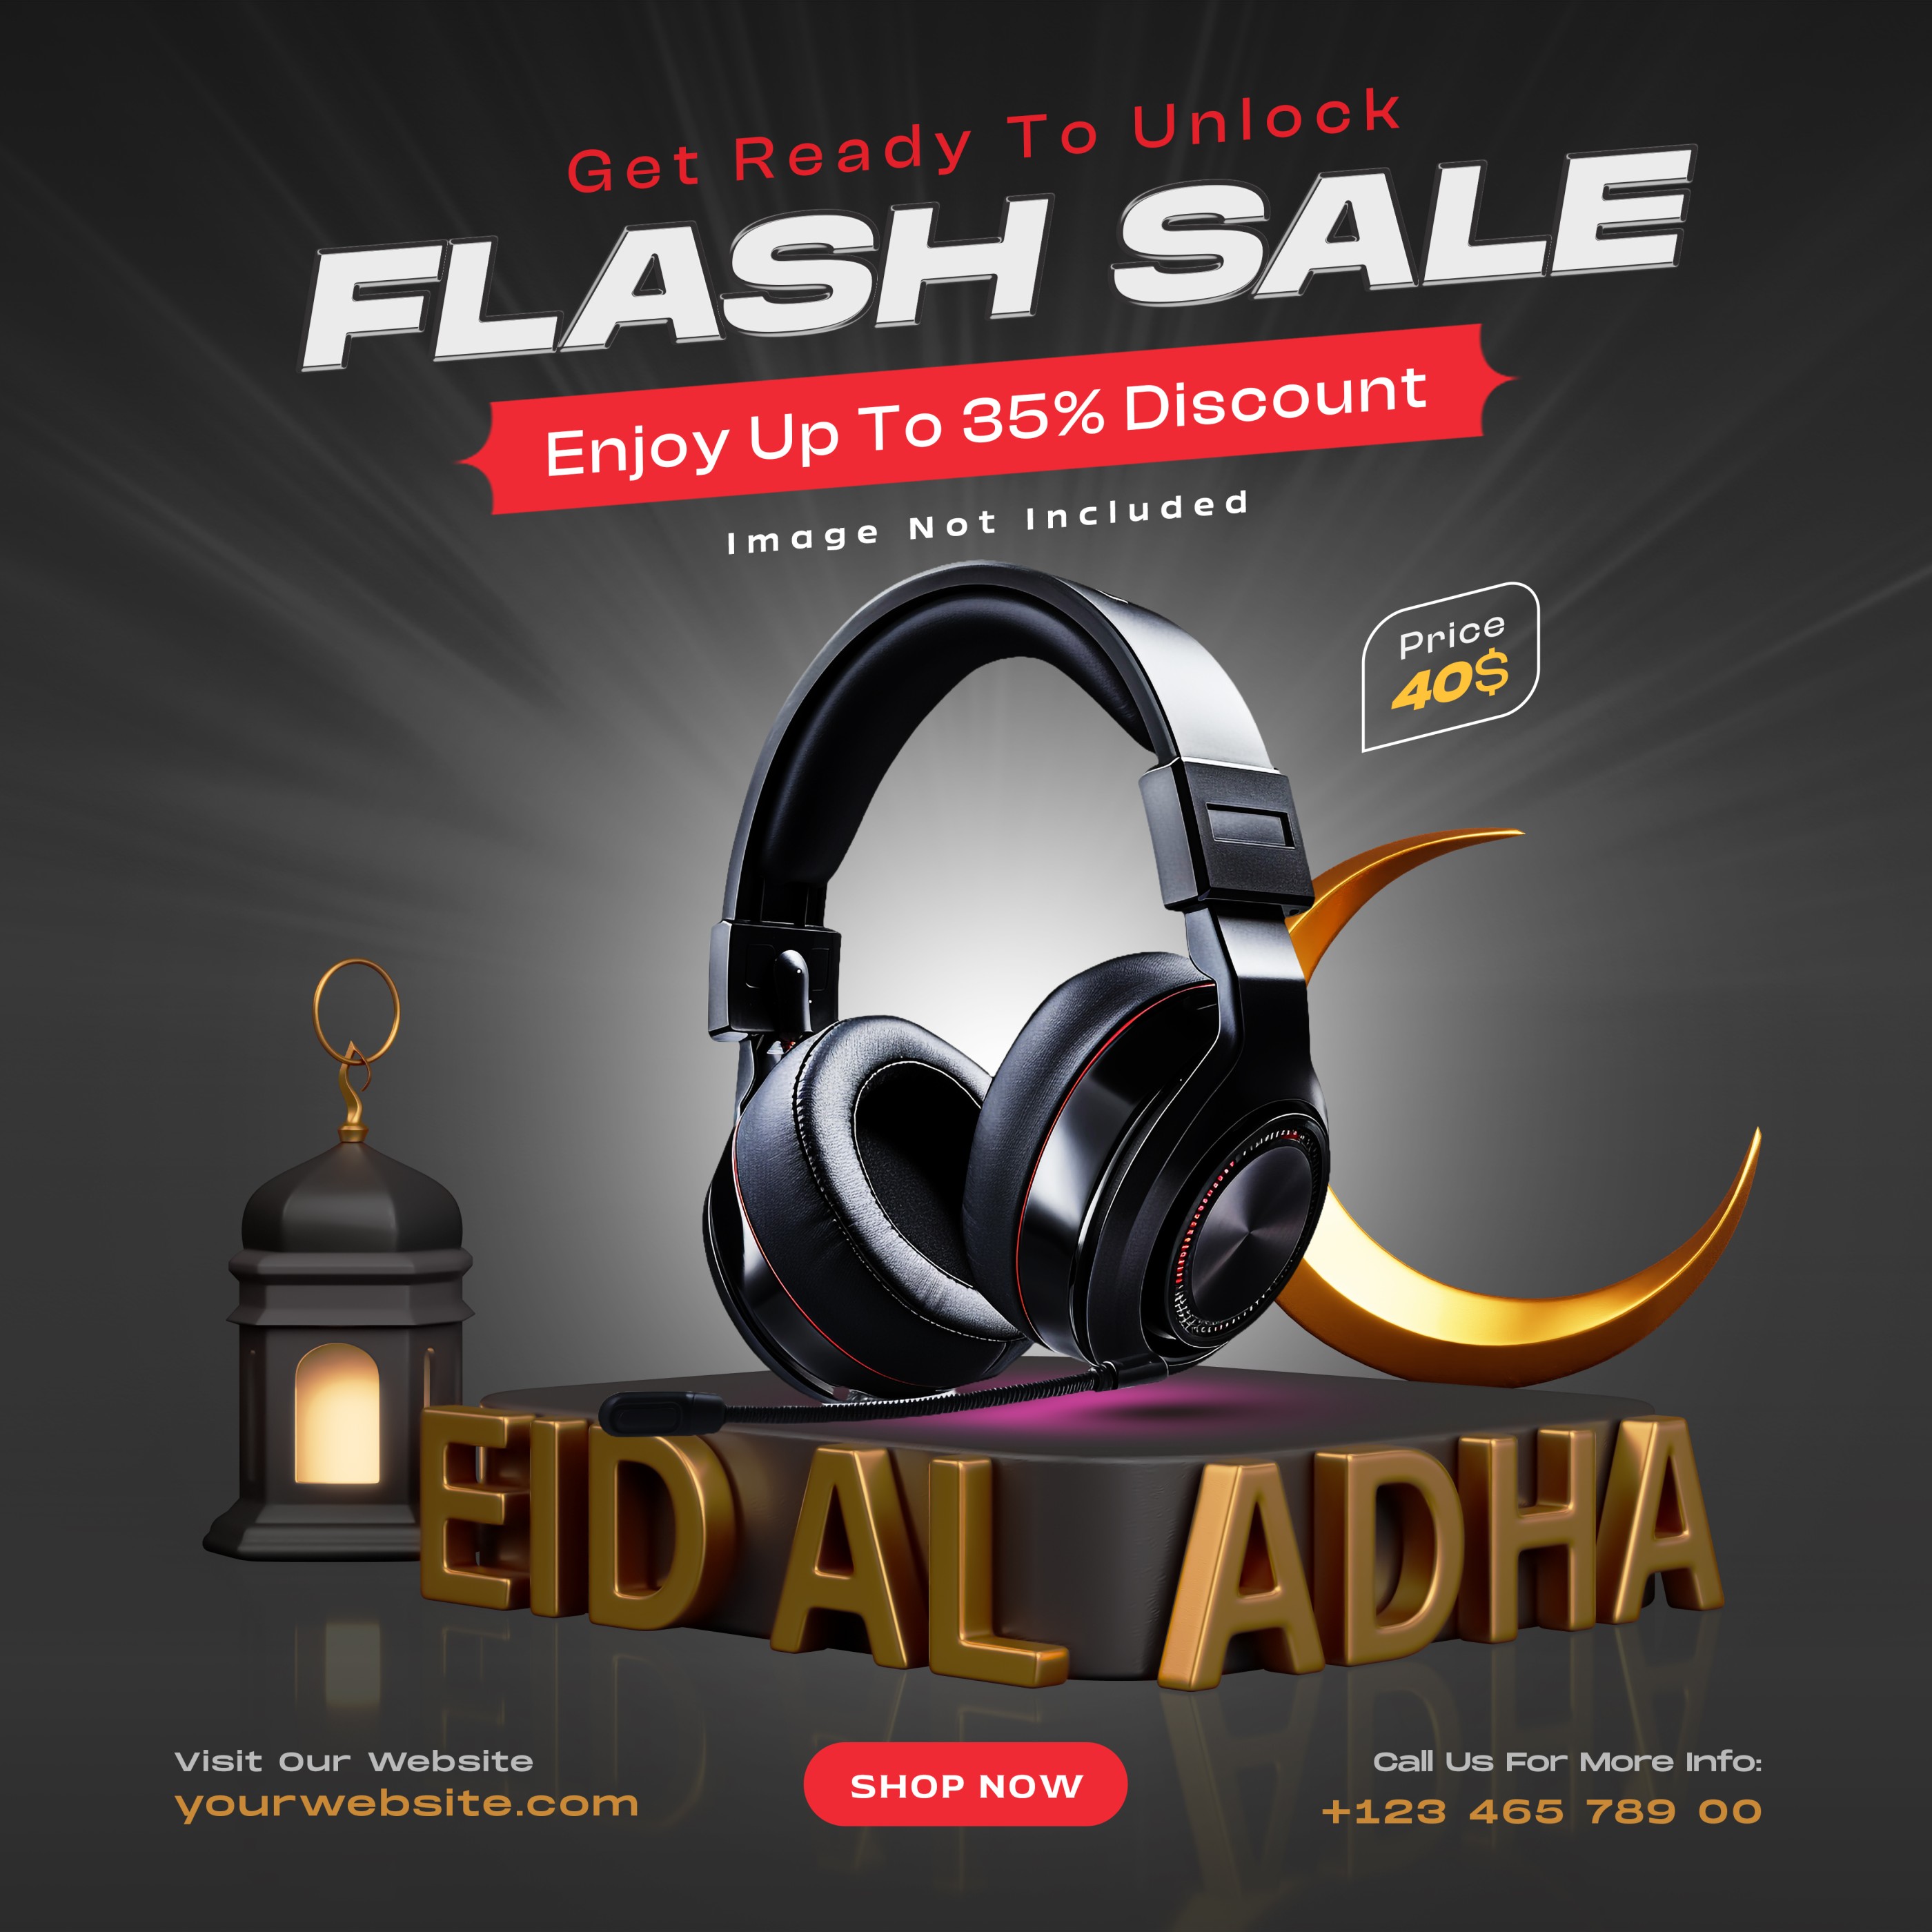 Get Ready To Unlock
FLASH SALE
Enjoy Up To 35% Discount
Image Not Included
Price
40$
EID AL ADHA
Visit Our Website
yourwebsite.com
SHOP NOW
Call Us For More Info:
+123 465 789 00